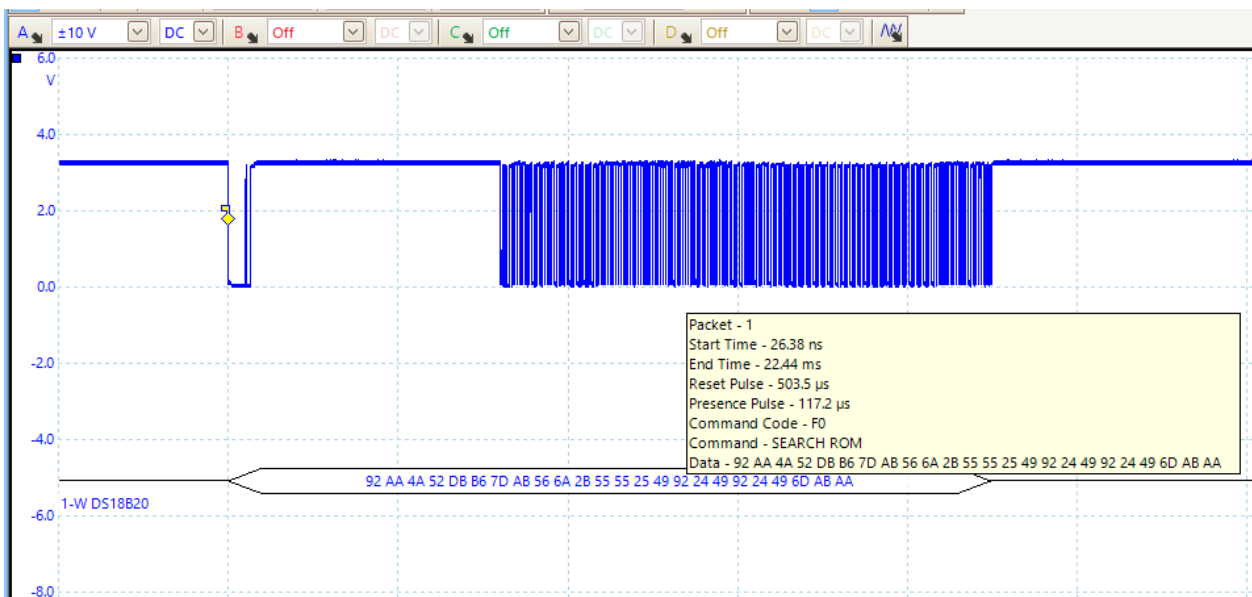 A ±10 V DC B Off DC C Off DC D Off DC
6.0
V
4.0
2.0
0.0
-2.0
-4.0
-6.0
-8.0
Packet - 1
Start Time - 26.38 ns
End Time - 22.44 ms
Reset Pulse - 503.5 µs
Presence Pulse - 117.2 µs
Command Code - F0
Command - SEARCH ROM
Data - 92 AA 4A 52 DB B6 7D AB 56 6A 2B 55 55 25 49 92 24 49 92 24 49 6D AB AA
92 AA 4A 52 DB B6 7D AB 56 6A 2B 55 55 25 49 92 24 49 92 24 49 6D AB AA
1-W DS18B20